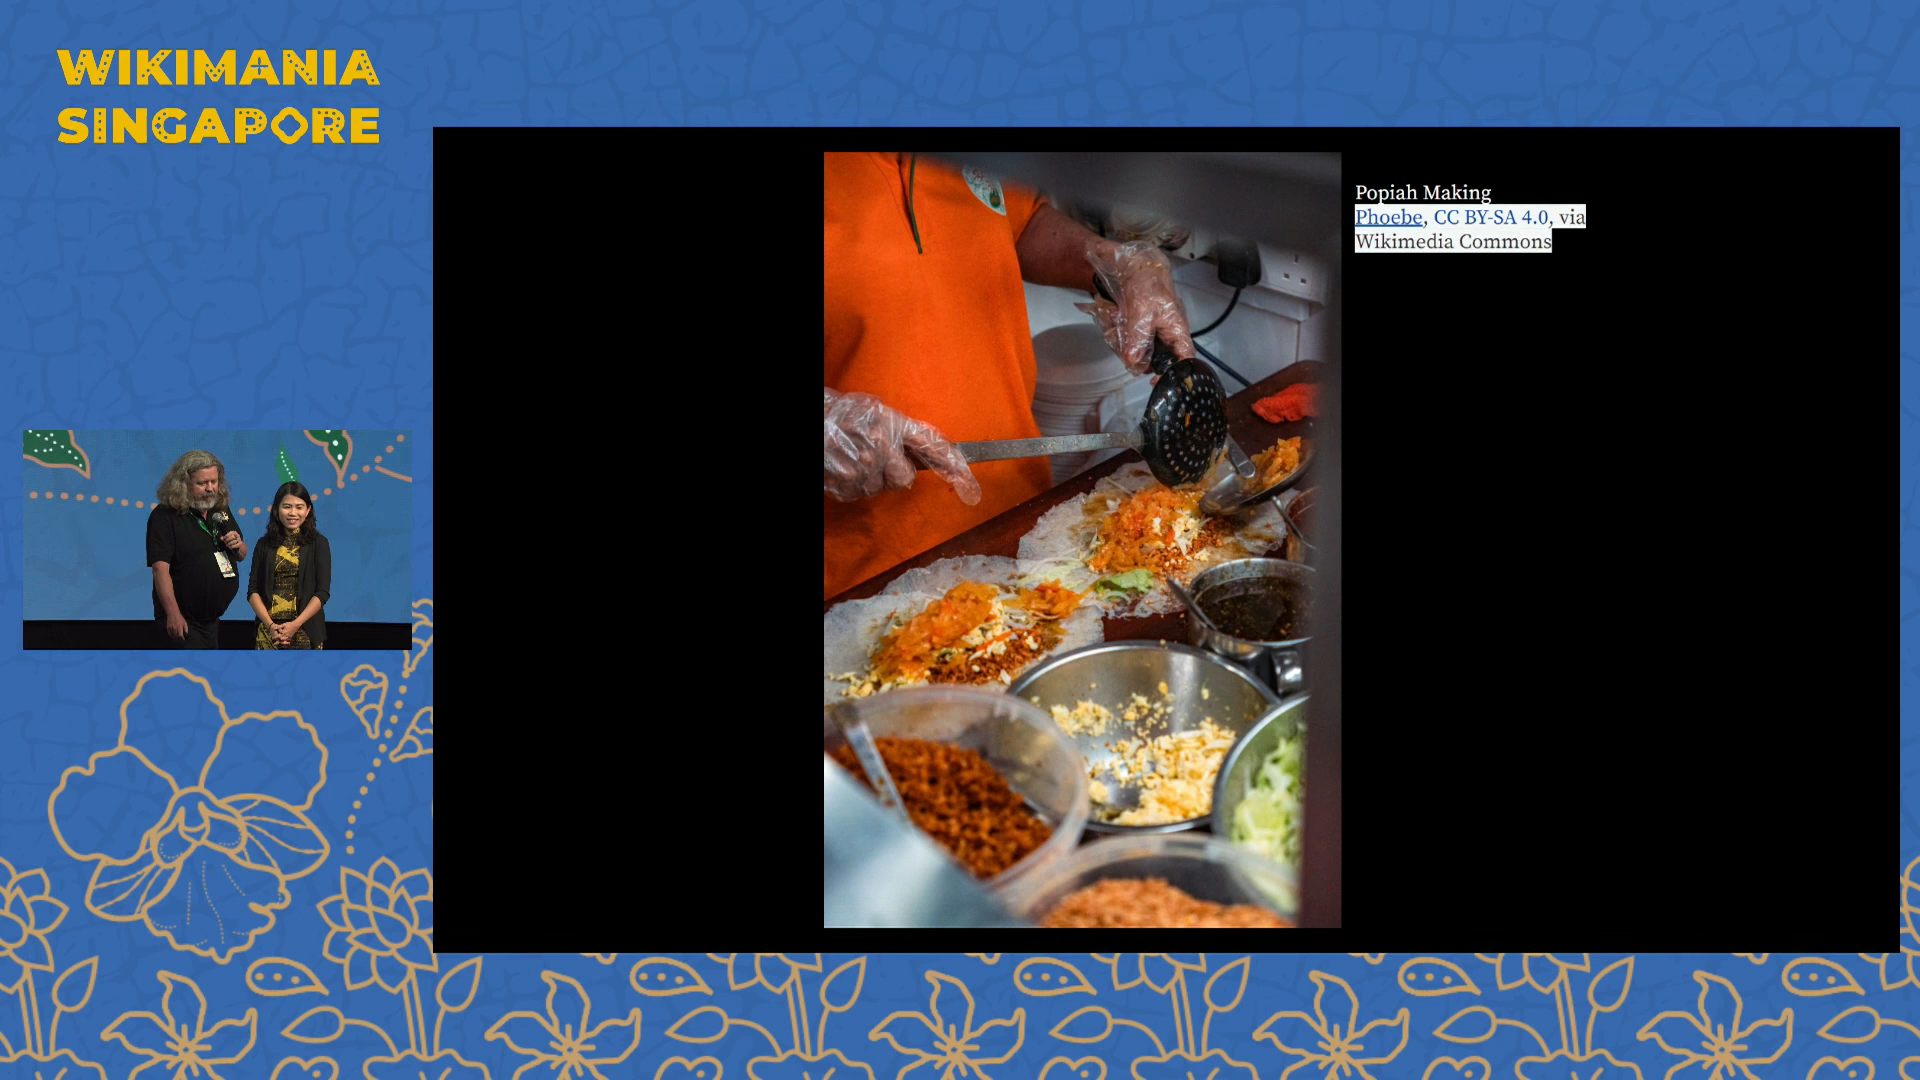 WIKIMANIA
SINGAPORE
Popiah Making
Phoebe, CC BY-SA 4.0, via
Wikimedia Commons